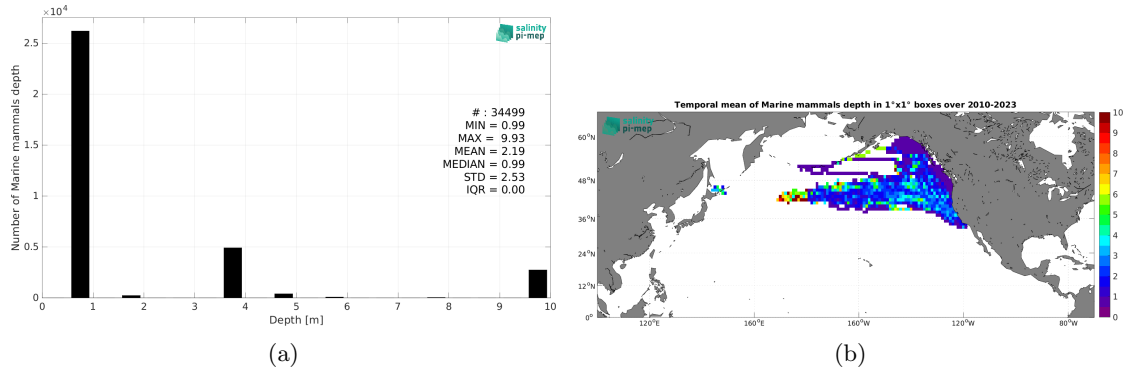 ×10⁴
2.5
2
1.5
1
0.5
0
Number of Marine mammals depth
salinity
pi-mep
# : 34499
MIN = 0.99
MAX = 9.93
MEAN = 2.19
MEDIAN = 0.99
STD = 2.53
IQR = 0.00
0 1 2 3 4 5 6 7 8 9 10
Depth [m]
(a)
Temporal mean of Marine mammals depth in 1°x1° boxes over 2010-2023
salinity
pi-mep
60°N
48°N
36°N
24°N
12°N
0°
120°E 160°E 160°W 120°W 80°W
10
9
8
7
6
5
4
3
2
1
0
(b)